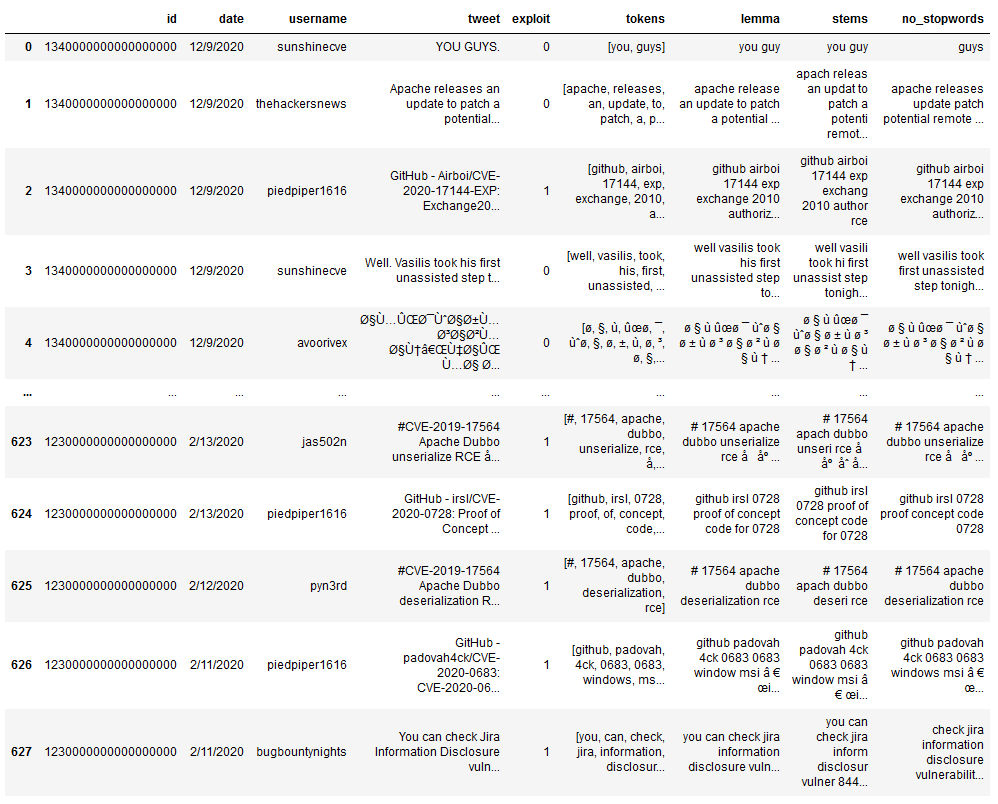 id date username tweet exploit tokens lemma stems no_stopwords
0 1340000000000000000 12/9/2020 sunshinecve YOU GUYS. 0 [you, guys] you guy you guy guys
1 1340000000000000000 12/9/2020 thehackersnews
Apache releases an
update to patch a
potential...
0
[apache, releases,
an, update, to,
patch, a, p...
apache release
an update to patch
a potential ...
apach releas
an updat to
patch a
potenti
remot...
apache releases
update patch
potential remote ...
2 1340000000000000000 12/9/2020 piedpiper1616
GitHub - Airboi/CVE-
2020-17144-EXP:
Exchange20...
1
[github, airboi,
17144, exp,
exchange, 2010,
a...
github airboi
17144 exp
exchange 2010
authoriz...
github airboi
17144 exp
exchang
2010 author
rce
github airboi
17144 exp
exchange 2010
authoriz...
3 1340000000000000000 12/9/2020 sunshinecve
Well. Vasilis took his first
unassisted step t...
0
[well, vasilis, took,
his, first,
unassisted, ...
well vasilis took
his first
unassisted step
to...
well vasili
took hi first
unassist step
tonigh...
well vasilis took
first unassisted
step tonigh...
4 1340000000000000000 12/9/2020 avoorivex
Ø§Ù…ÛŒØ¯ÙˆØ§Ø±Ù…
Ø³Ø§Ø²Ù…
Ø§Ù†â€ŒÙ‡Ø§ÛŒ
Ù…Ø§ Ø...
0
[ø, §, ù, ûœø, ¯,
ùˆø, §, ø, ±, ù, ø, ³,
ø, §,...
ø § ù ûœø ¯ ùˆø §
ø ± ù ø ³ ø § ø ² ù ø
§ ù † ...
ø § ù ûœø ¯
ùˆø § ø ± ù ø ³
ø § ø ² ù ø § ù
† ...
ø § ù ûœø ¯ ùˆø §
ø ± ù ø ³ ø § ø ² ù ø
§ ù † ...
... ... ... ... ... ... ... ... ... ...
623 1230000000000000000 2/13/2020 jas502n
#CVE-2019-17564
Apache Dubbo
unserialize RCE å...
1
[#, 17564, apache,
dubbo,
unserialize, rce,
å,...
# 17564 apache
dubbo unserialize
rce å åº ...
# 17564
apach dubbo
unseri rce å
åº åˆ å...
# 17564 apache
dubbo unserialize
rce å åº ...
624 1230000000000000000 2/13/2020 piedpiper1616
GitHub - irsl/CVE-
2020-0728: Proof of
Concept ...
1
[github, irsl, 0728,
proof, of, concept,
code,...
github irsl 0728
proof of concept
code for 0728
github irsl
0728 proof of
concept code
for 0728
github irsl 0728
proof concept code
0728
625 1230000000000000000 2/12/2020 pyn3rd
#CVE-2019-17564
Apache Dubbo
deserialization R...
1
[#, 17564, apache,
dubbo,
deserialization,
rce]
# 17564 apache
dubbo
deserialization rce
# 17564
apach dubbo
deseri rce
# 17564 apache
dubbo
deserialization rce
626 1230000000000000000 2/11/2020 piedpiper1616
GitHub -
padovah4ck/CVE-
2020-0683:
CVE-2020-06...
1
[github, padovah,
4ck, 0683, 0683,
windows, ms...
github padovah
4ck 0683 0683
window msi â €
œi...
github
padovah 4ck
0683 0683
window msi â
€ œi...
github padovah
4ck 0683 0683
windows msi â €
œ...
627 1230000000000000000 2/11/2020 bugbountynights
You can check Jira
Information Disclosure
vuln...
1
[you, can, check,
jira, information,
disclosur...
you can check jira
information
disclosure vuln...
you can
check jira
inform
disclosur
vulner 844...
check jira
information
disclosure
vulnerabilit...